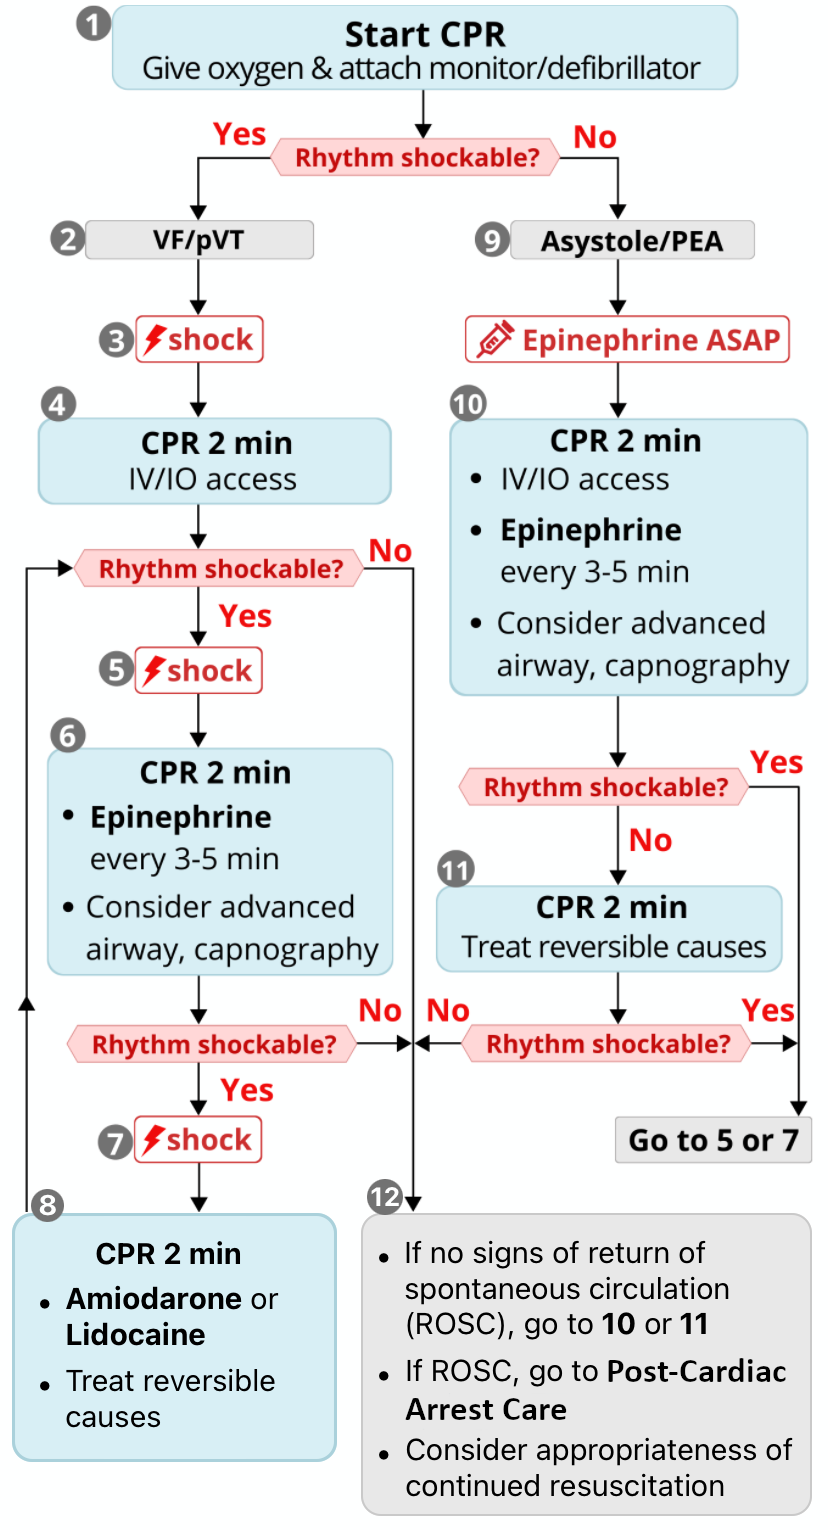 1
Start CPR
Give oxygen & attach monitor/defibrillator
Yes
Rhythm shockable?
No
2
VF/pVT
3
shock
4
CPR 2 min
IV/IO access
Rhythm shockable?
No
Yes
5
shock
6
CPR 2 min
• Epinephrine
every 3-5 min
• Consider advanced
airway, capnography
Rhythm shockable?
No
Yes
7
shock
8
CPR 2 min
• Amiodarone or
Lidocaine
• Treat reversible
causes
9
Asystole/PEA
Epinephrine ASAP
10
CPR 2 min
• IV/IO access
• Epinephrine
every 3-5 min
• Consider advanced
airway, capnography
Rhythm shockable?
Yes
No
11
CPR 2 min
Treat reversible causes
No
Rhythm shockable?
Yes
Go to 5 or 7
12
• If no signs of return of
spontaneous circulation
(ROSC), go to 10 or 11
• If ROSC, go to Post-Cardiac
Arrest Care
• Consider appropriateness of
continued resuscitation